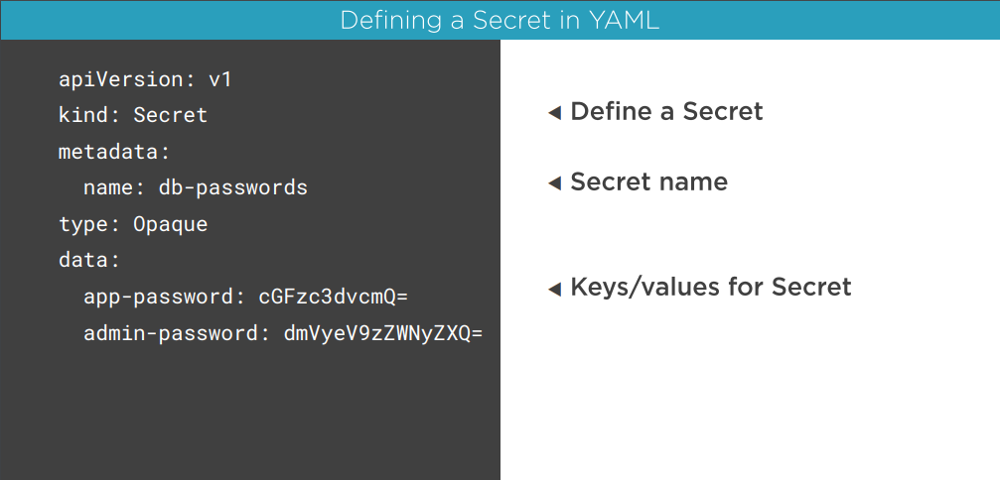 Defining a Secret in YAML
apiVersion: v1
kind: Secret
metadata:
  name: db-passwords
type: Opaque
data:
  app-password: cGFzc3dvcmQ=
  admin-password: dmVyeV9zZWNyZXQ=
Define a Secret
Secret name
Keys/values for Secret